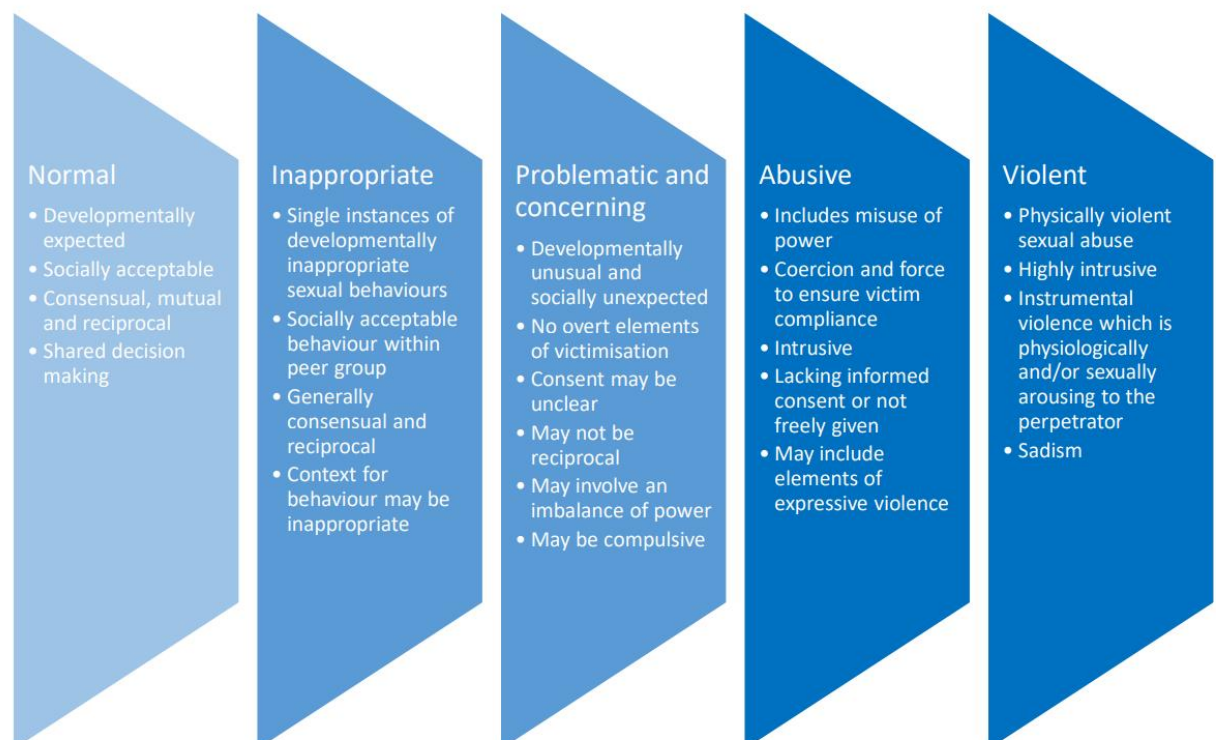 Normal
• Developmentally
expected
• Socially acceptable
• Consensual, mutual
and reciprocal
• Shared decision
making
Inappropriate
• Single instances of
developmentally
inappropriate
sexual behaviours
• Socially acceptable
behaviour within
peer group
• Generally
consensual and
reciprocal
• Context for
behaviour may be
inappropriate
Problematic and
concerning
• Developmentally
unusual and
socially unexpected
• No overt elements
of victimisation
• Consent may be
unclear
• May not be
reciprocal
• May involve an
imbalance of power
• May be compulsive
Abusive
• Includes misuse of
power
• Coercion and force
to ensure victim
compliance
• Intrusive
• Lacking informed
consent or not
freely given
• May include
elements of
expressive violence
Violent
• Physically violent
sexual abuse
• Highly intrusive
• Instrumental
violence which is
physiologically
and/or sexually
arousing to the
perpetrator
• Sadism